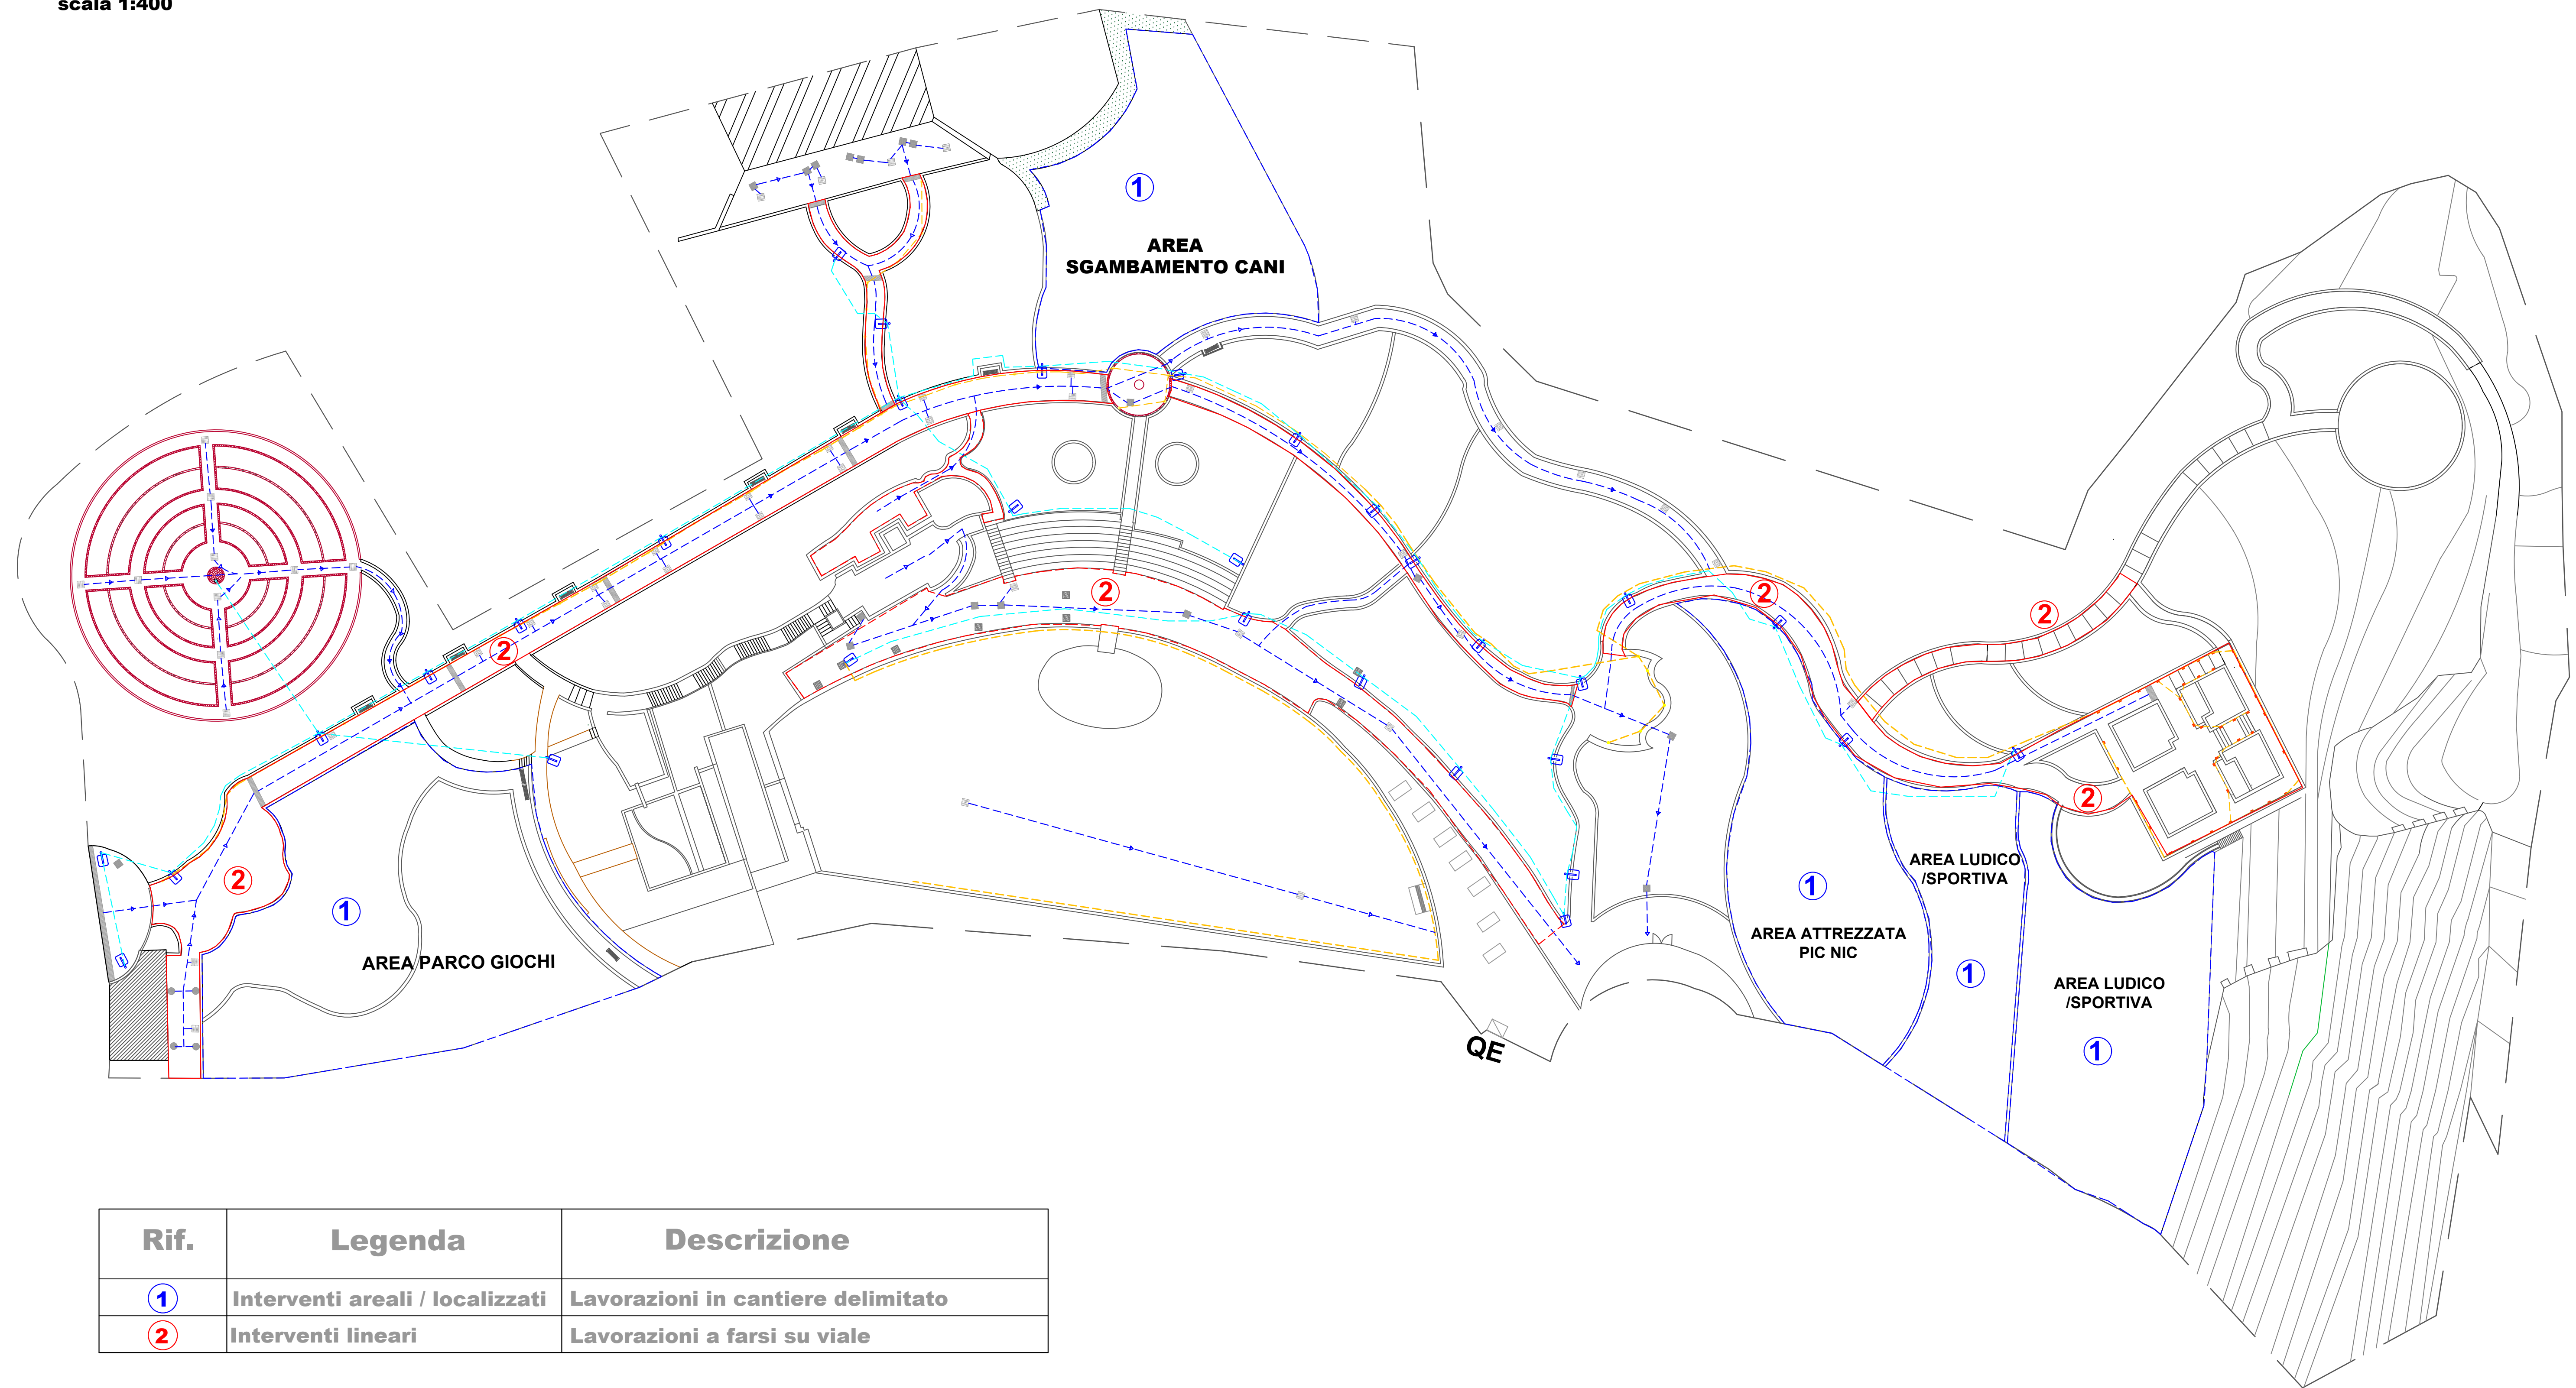 scala 1:400
1
AREA
SGAMBAMENTO CANI
2
2
2
2
2
2
1
AREA PARCO GIOCHI
1
AREA ATTREZZATA
PIC NIC
AREA LUDICO
/SPORTIVA
1
AREA LUDICO
/SPORTIVA
1
QE
Rif. Legenda Descrizione
1 Interventi areali / localizzati Lavorazioni in cantiere delimitato
2 Interventi lineari Lavorazioni a farsi su viale